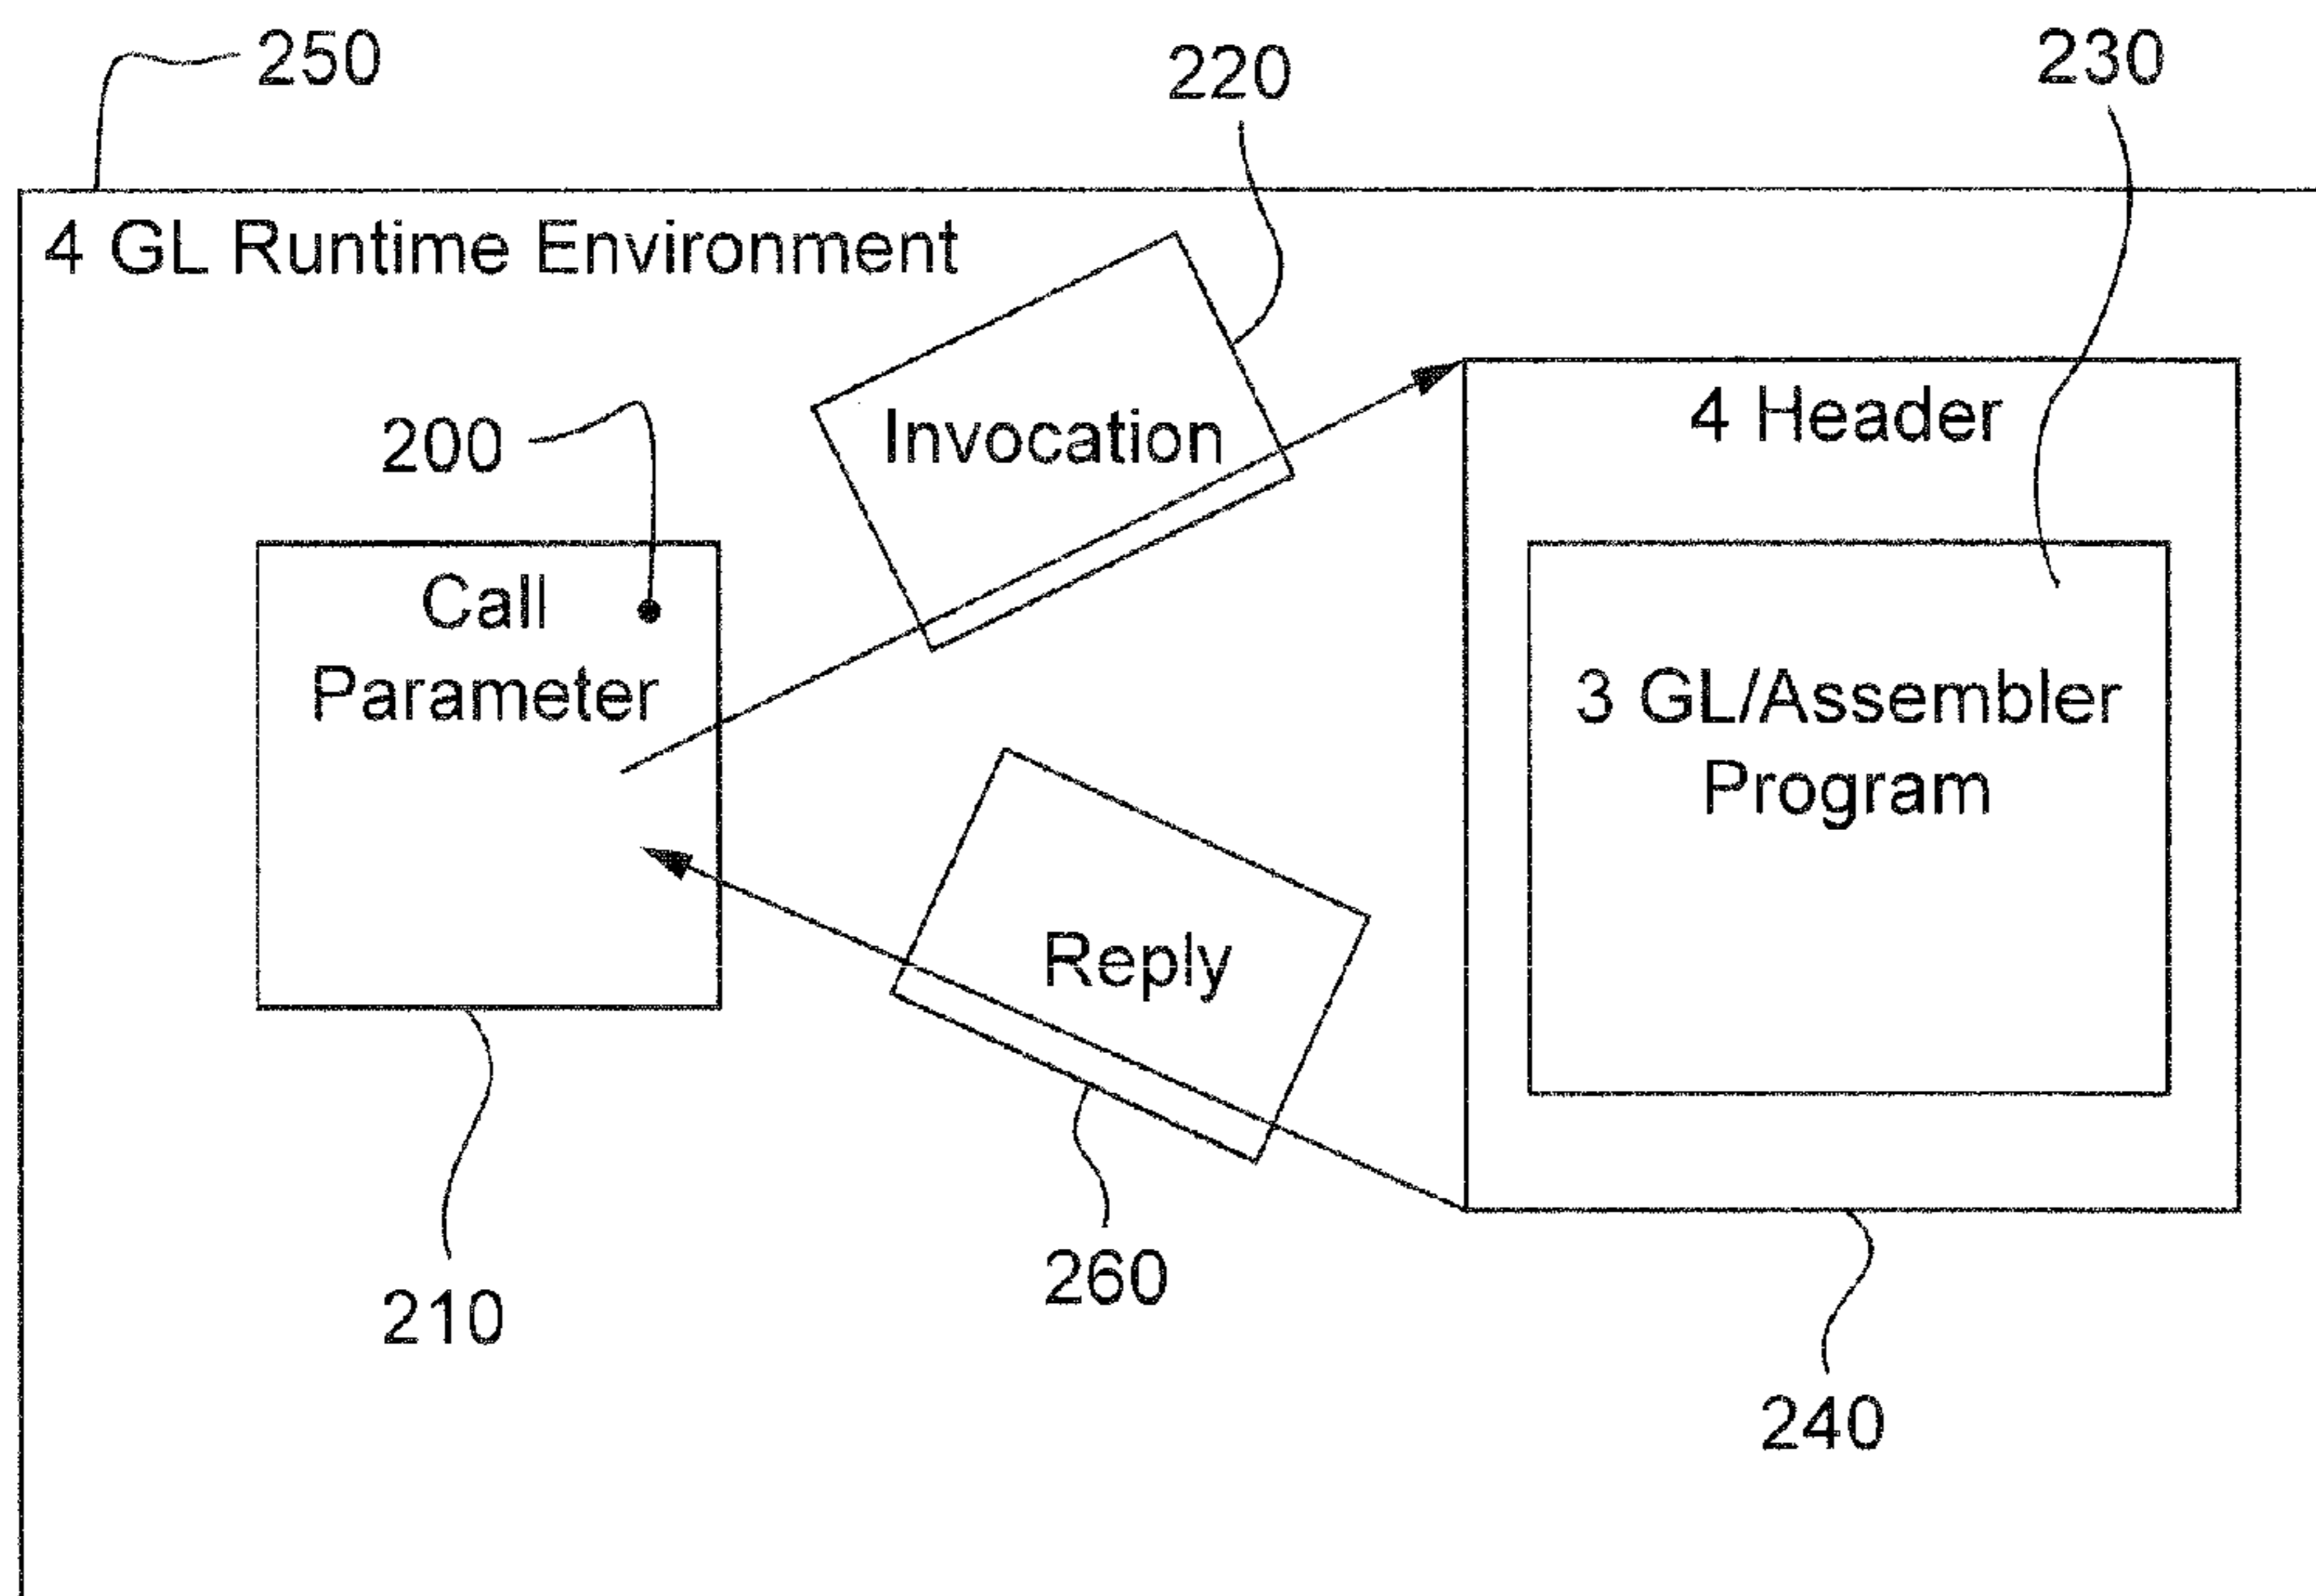 250
220
230
4 GL Runtime Environment
200
Invocation
4 Header
Call
Parameter
3 GL/Assembler
Program
Reply
260
210
240